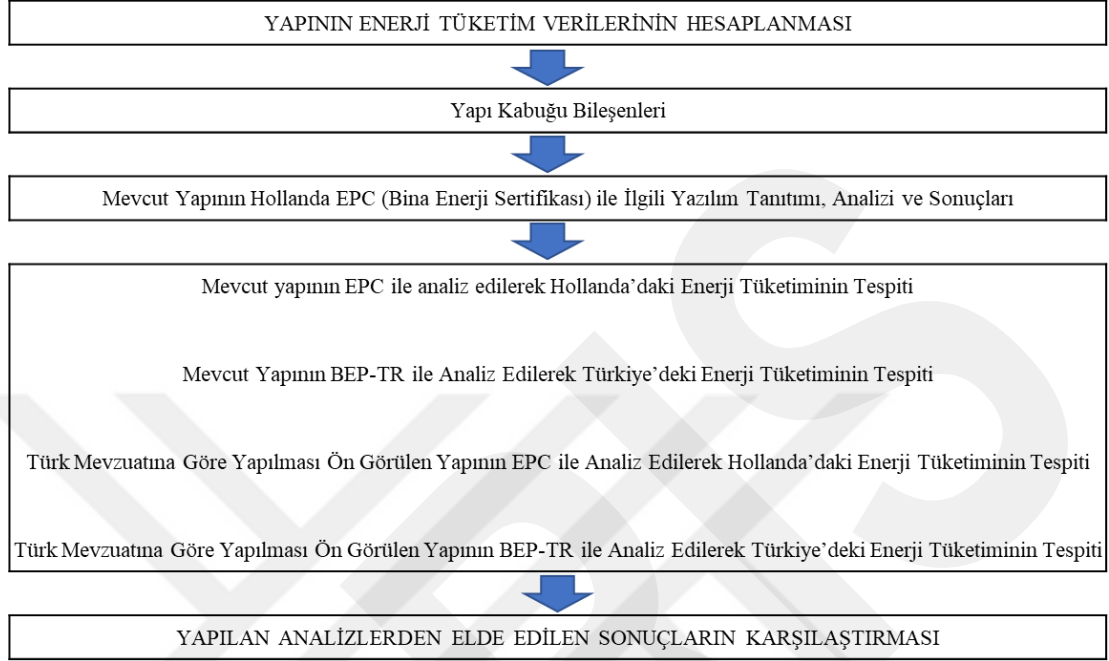 YAPININ ENERJİ TÜKETİM VERİLERİNİN HESAPLANMASI
Yapı Kabuğu Bileşenleri
Mevcut Yapının Hollanda EPC (Bina Enerji Sertifikası) ile İlgili Yazılım Tanıtımı, Analizi ve Sonuçları
Mevcut yapının EPC ile analiz edilerek Hollanda’daki Enerji Tüketiminin Tespiti
Mevcut Yapının BEP-TR ile Analiz Edilerek Türkiye’deki Enerji Tüketiminin Tespiti
Türk Mevzuatına Göre Yapılması Ön Görülen Yapının EPC ile Analiz Edilerek Hollanda’daki Enerji Tüketiminin Tespiti
Türk Mevzuatına Göre Yapılması Ön Görülen Yapının BEP-TR ile Analiz Edilerek Türkiye’deki Enerji Tüketiminin Tespiti
YAPILAN ANALİZLERDEN ELDE EDİLEN SONUÇLARIN KARŞILAŞTIRMASI